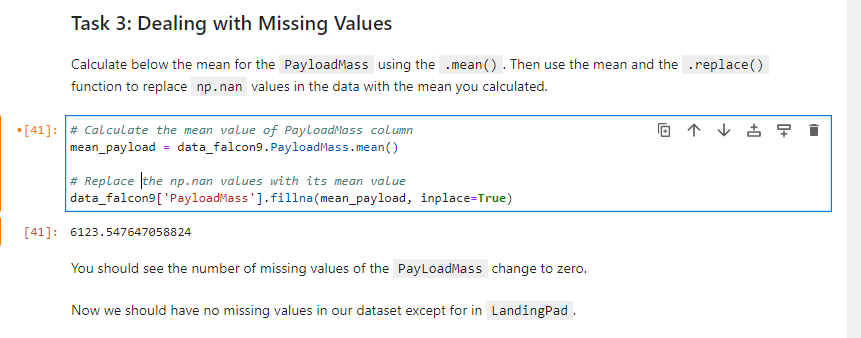 Task 3: Dealing with Missing Values
Calculate below the mean for the PayloadMass using the .mean() . Then use the mean and the .replace()
function to replace np.nan values in the data with the mean you calculated.
[41]: # Calculate the mean value of PayloadMass column
mean_payload = data_falcon9.PayloadMass.mean()
# Replace the np.nan values with its mean value
data_falcon9['PayloadMass'].fillna(mean_payload, inplace=True)
[41]: 6123.547647058824
You should see the number of missing values of the PayLoadMass change to zero.
Now we should have no missing values in our dataset except for in LandingPad .